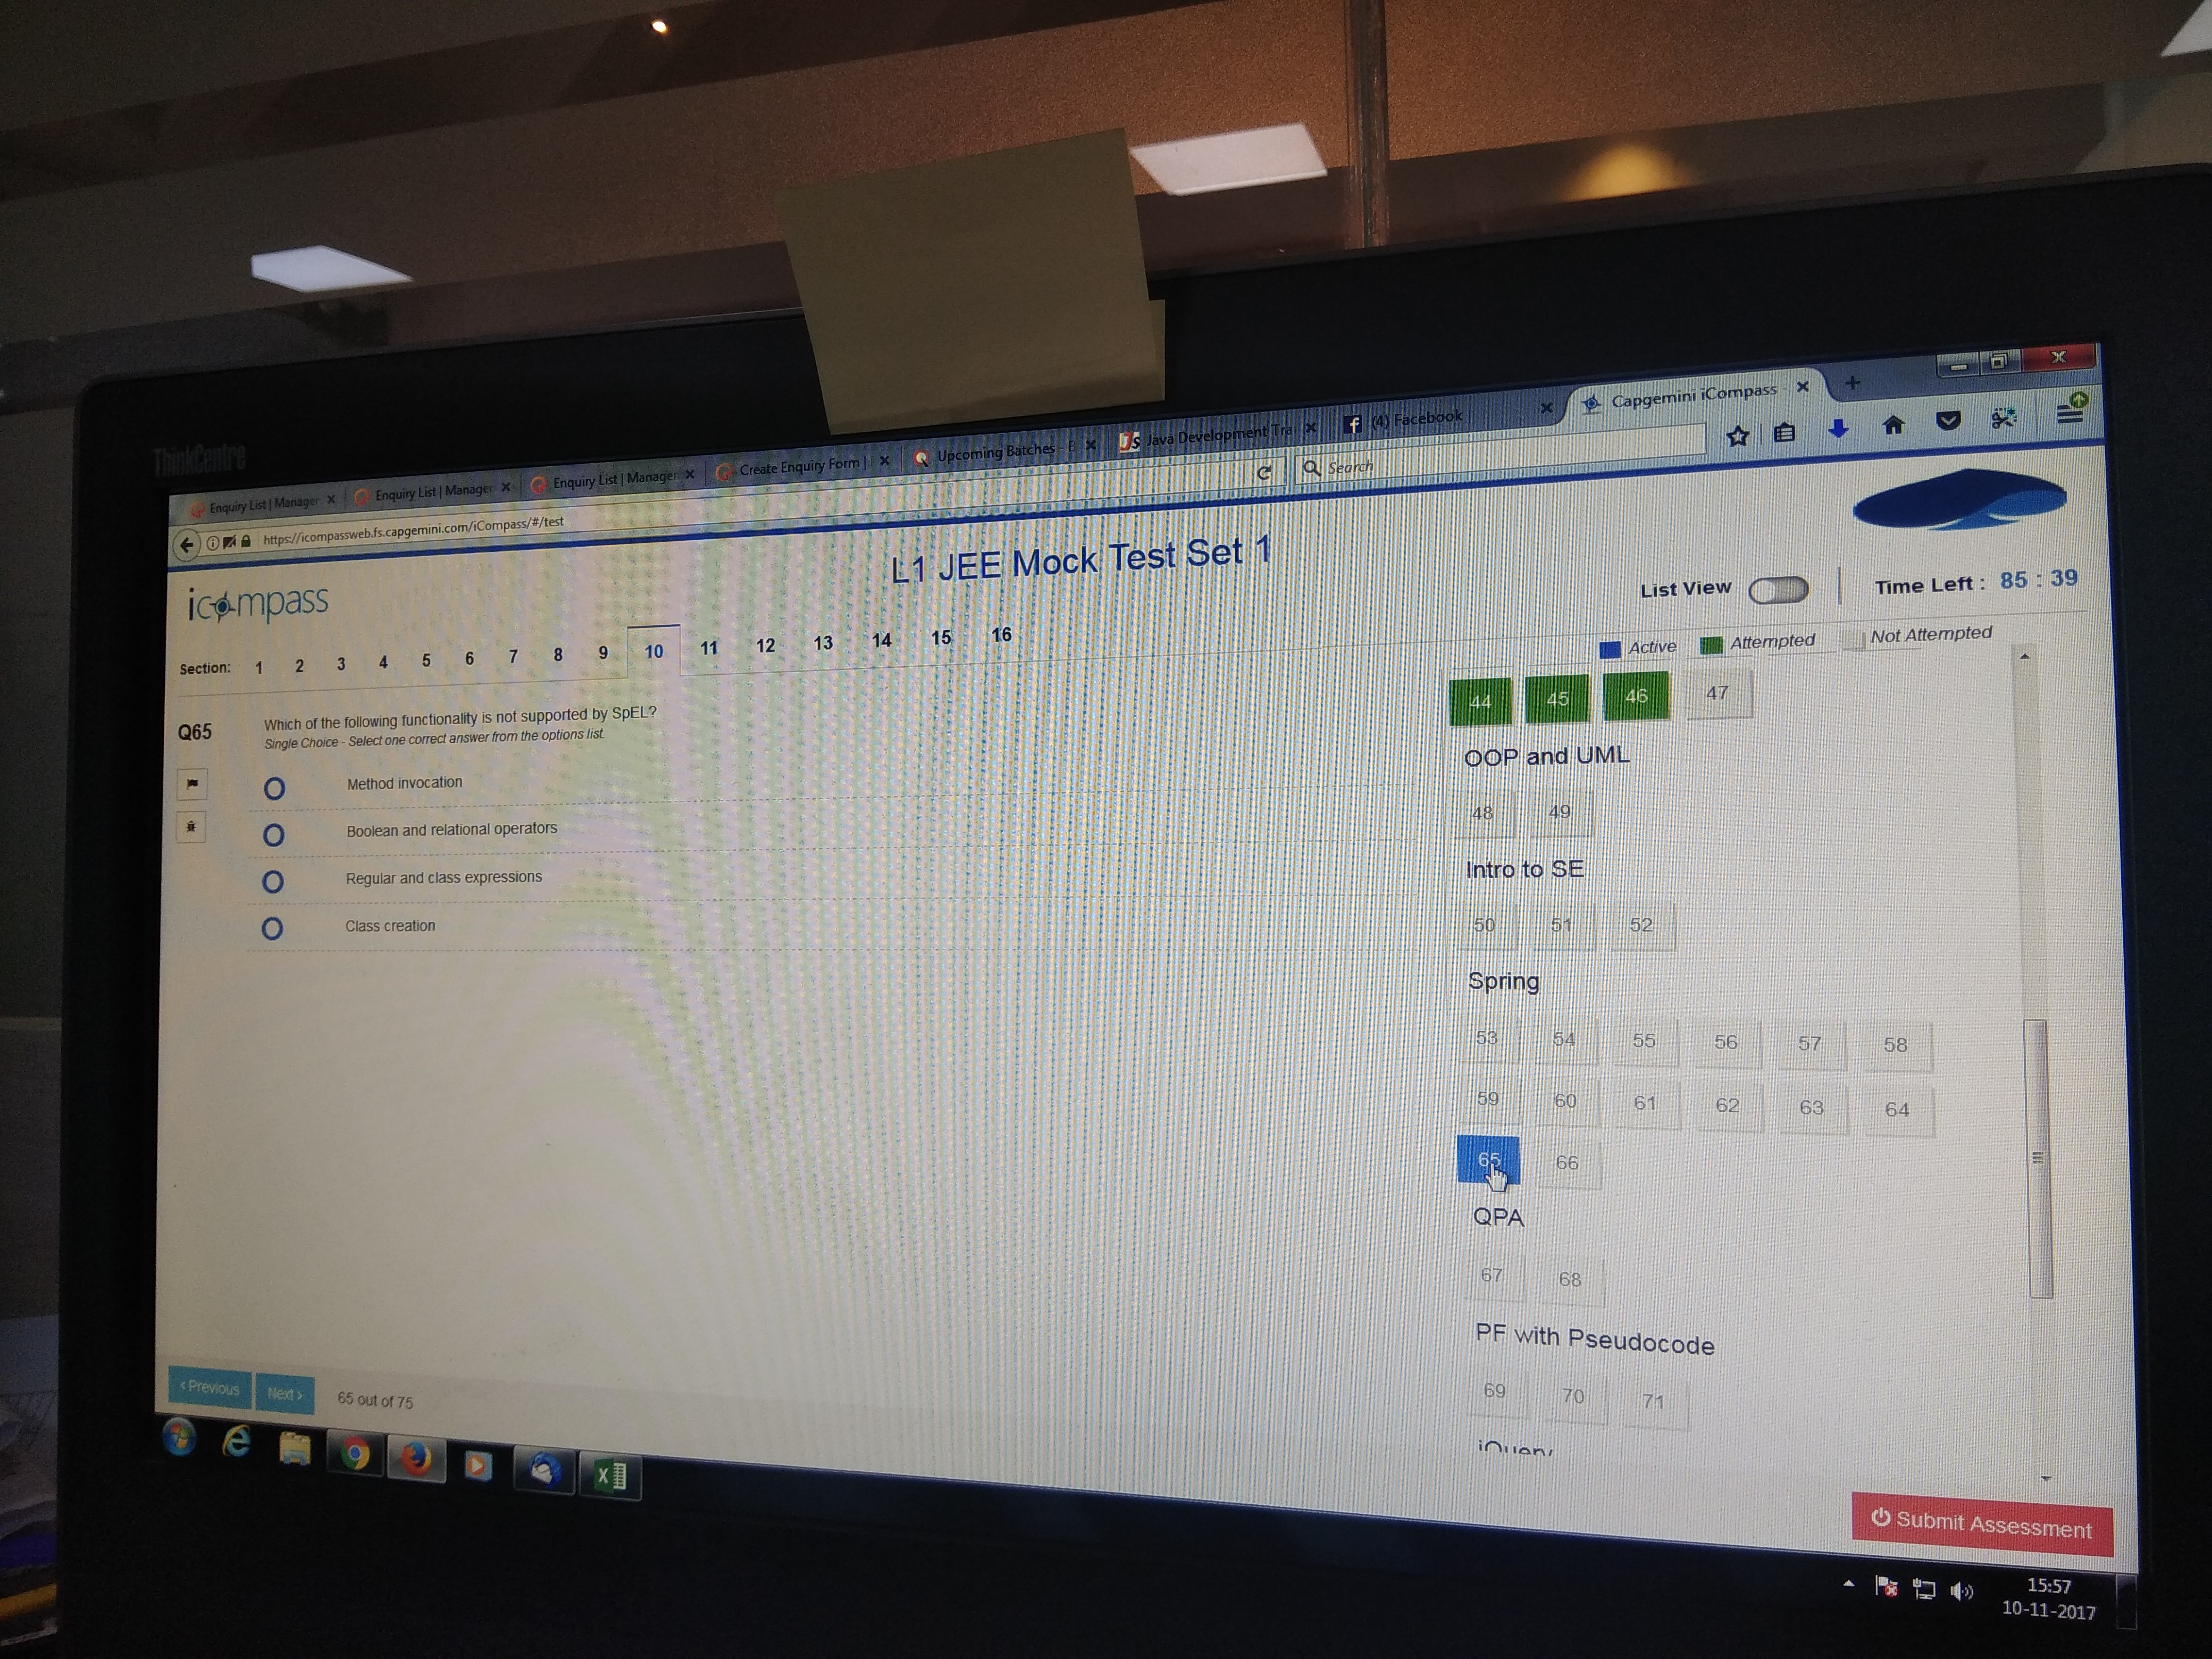 ThinkCentre
Enquiry List | Manager
Enquiry List | Manager
Enquiry List | Manager
Create Enquiry Form |
Upcoming Batches - B
Java Development Tra
(4) Facebook
Capgemini iCompass
https://icompassweb.fs.capgemini.com/iCompass/#/test
Search
icompass
L1 JEE Mock Test Set 1
List View
Time Left : 85 : 39
Section: 1 2 3 4 5 6 7 8 9 10 11 12 13 14 15 16
Active Attempted Not Attempted
Q65
Which of the following functionality is not supported by SpEL?
Single Choice - Select one correct answer from the options list.
Method invocation
Boolean and relational operators
Regular and class expressions
Class creation
44 45 46 47
OOP and UML
48 49
Intro to SE
50 51 52
Spring
53 54 55 56 57 58
59 60 61 62 63 64
65 66
QPA
67 68
PF with Pseudocode
69 70 71
jQuery
< Previous
Next >
65 out of 75
Submit Assessment
15:57
10-11-2017